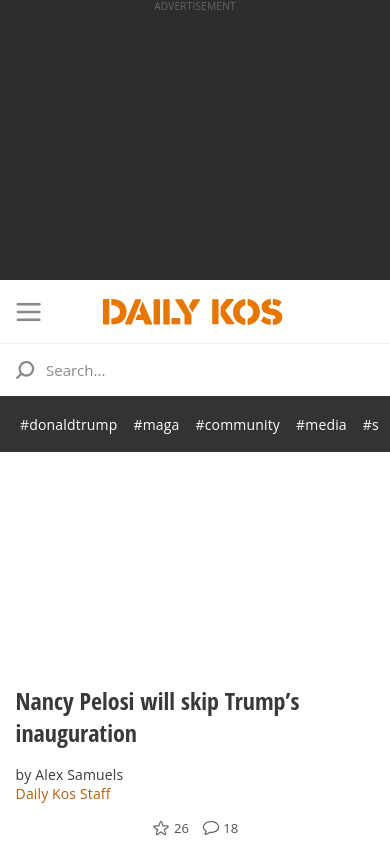 ADVERTISEMENT
DAILY KOS
Search...
#donaldtrump #maga #community #media #s
Nancy Pelosi will skip Trump’s
inauguration
by Alex Samuels
Daily Kos Staff
26 18